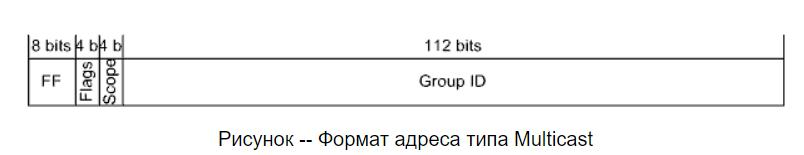 8 bits 4 b 4 b 112 bits
FF Flags Scope Group ID
Рисунок -- Формат адреса типа Multicast